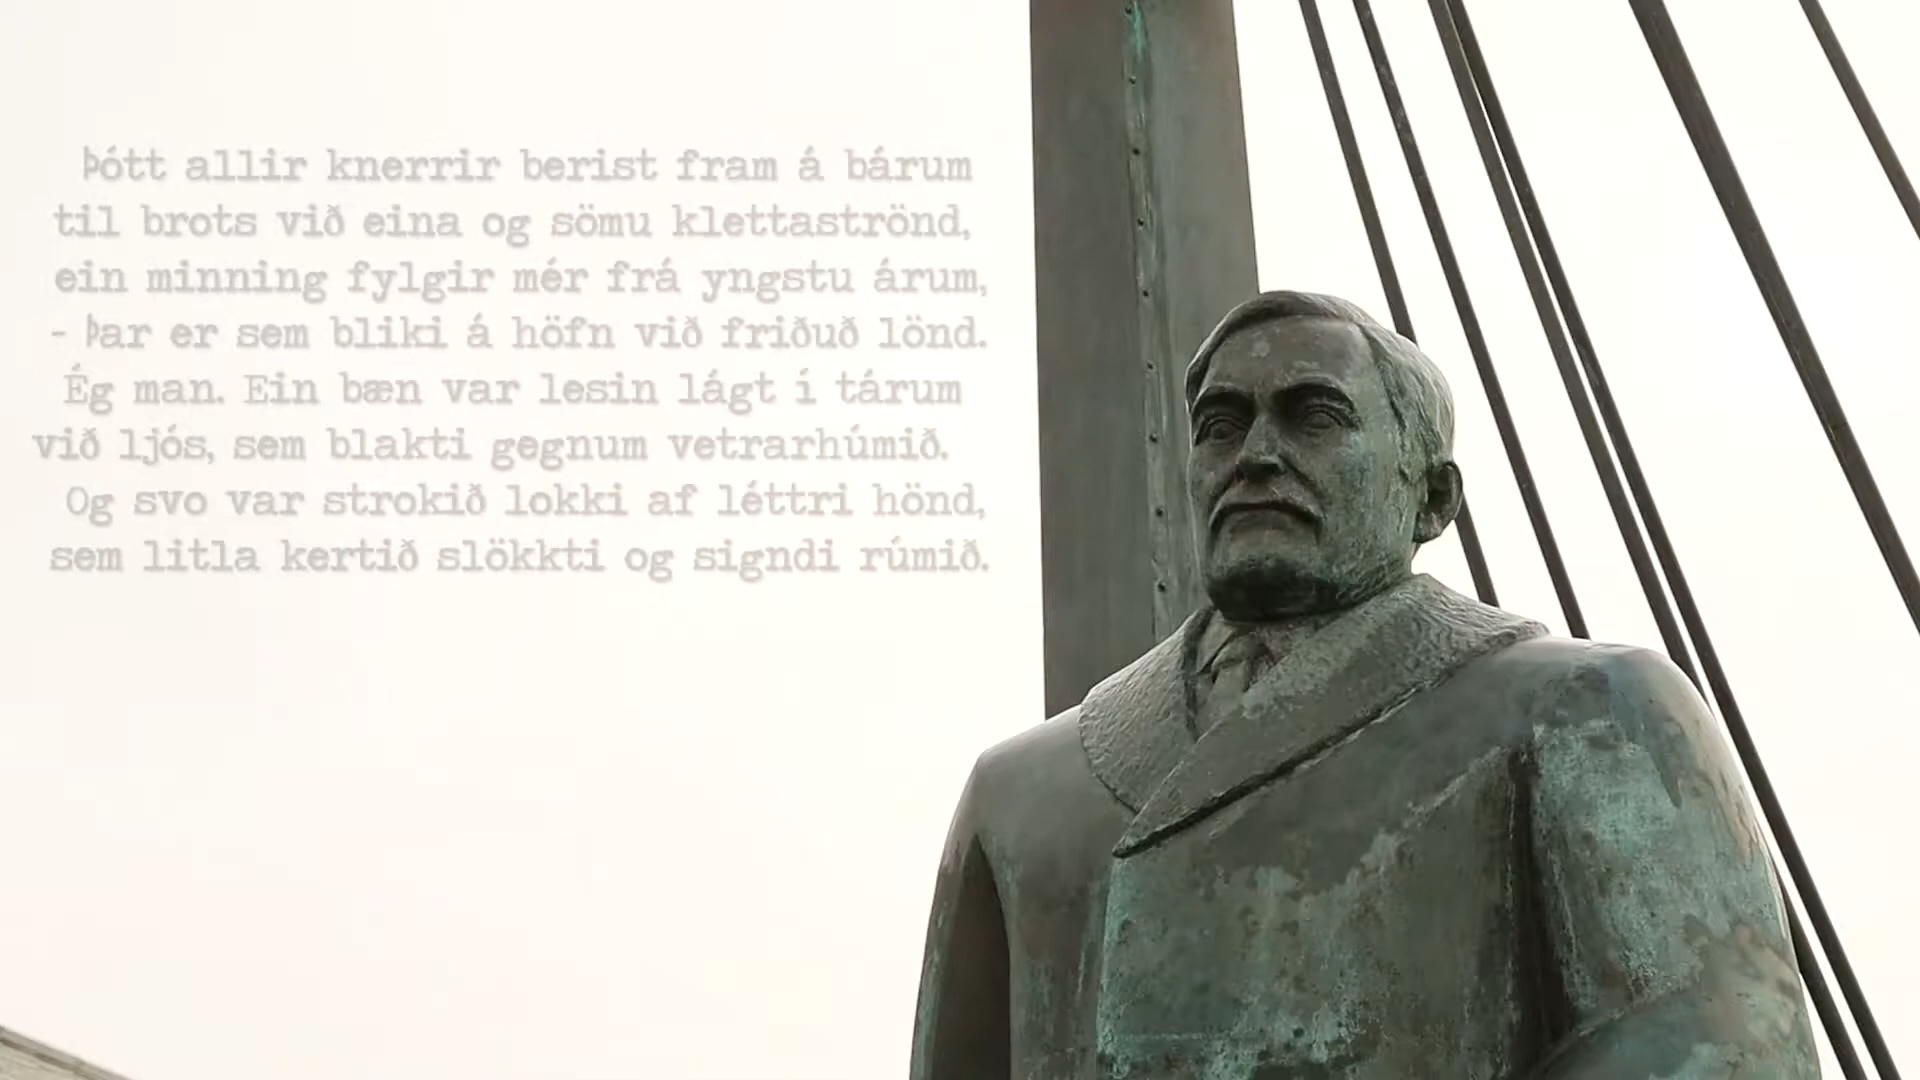 Þótt allir knerrir berist fram á bárum
til brots við eina og sömu klettaströnd,
ein minning fylgir mér frá yngstu árum,
- Þar er sem bliki á höfn við friðuð lönd.
Ég man. Ein bæn var lesin lágt í tárum
við ljós, sem blakti gegnum vetrarhúmið.
Og svo var strokið lokki af léttri hönd,
sem litla kertið slökkti og signdi rúmið.